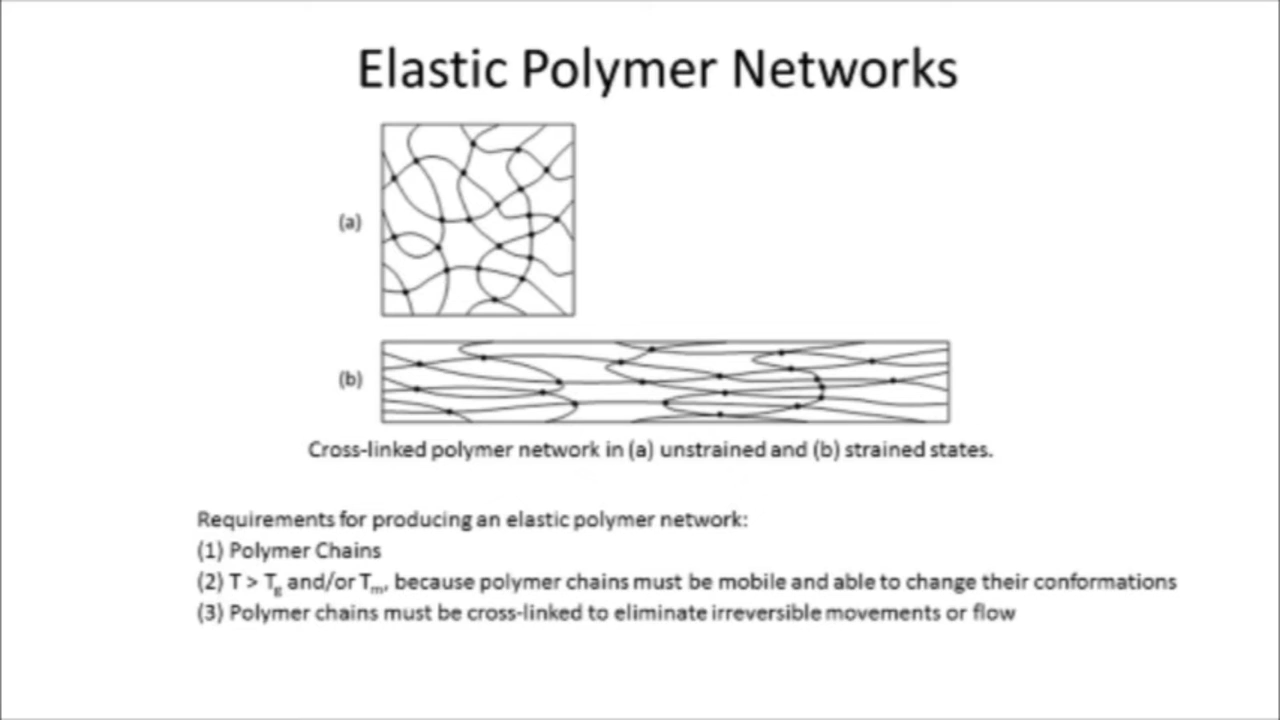 Elastic Polymer Networks
(a)
(b)
Cross-linked polymer network in (a) unstrained and (b) strained states.
Requirements for producing an elastic polymer network:
(1) Polymer Chains
(2) T > Tg and/or Tm, because polymer chains must be mobile and able to change their conformations
(3) Polymer chains must be cross-linked to eliminate irreversible movements or flow